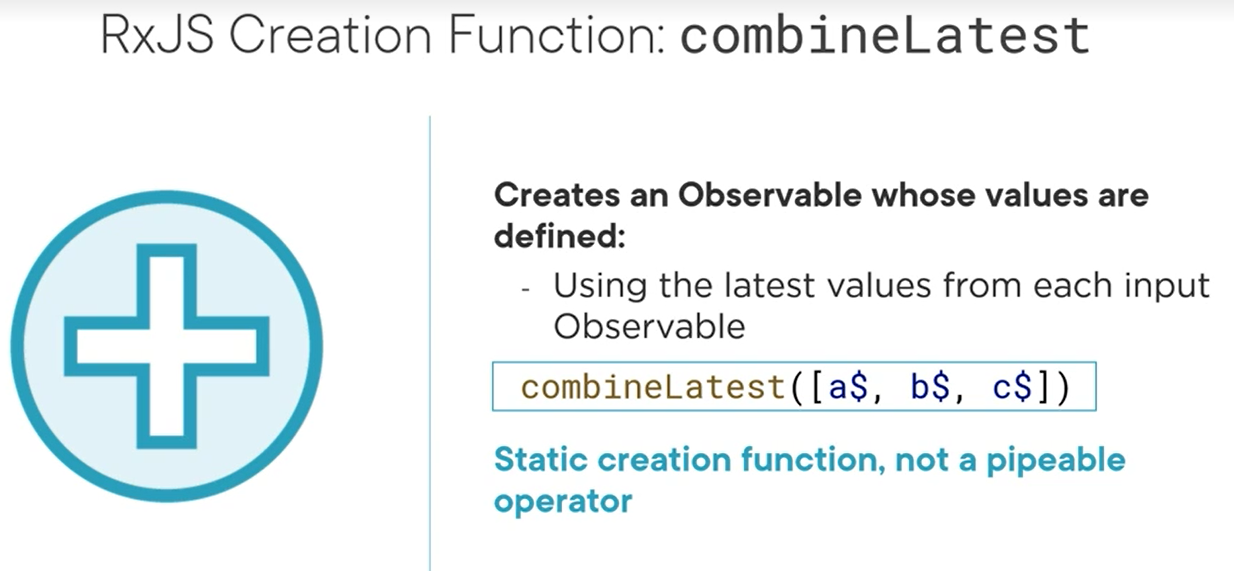 RxJS Creation Function: combineLatest
Creates an Observable whose values are
defined:
- Using the latest values from each input
Observable
combineLatest([a$, b$, c$])
Static creation function, not a pipeable
operator